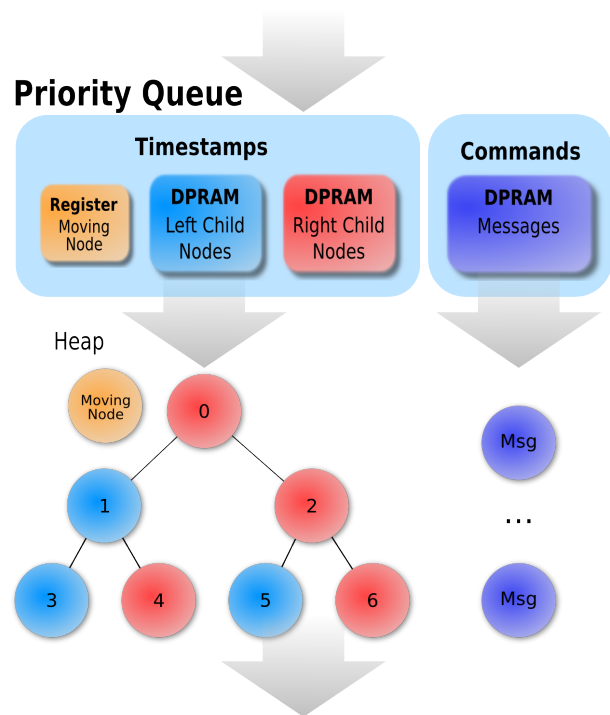 Priority Queue
Timestamps
Commands
Register
Moving
Node
DPRAM
Left Child
Nodes
DPRAM
Right Child
Nodes
DPRAM
Messages
Heap
Moving
Node
0
1
2
3
4
5
6
Msg
...
Msg